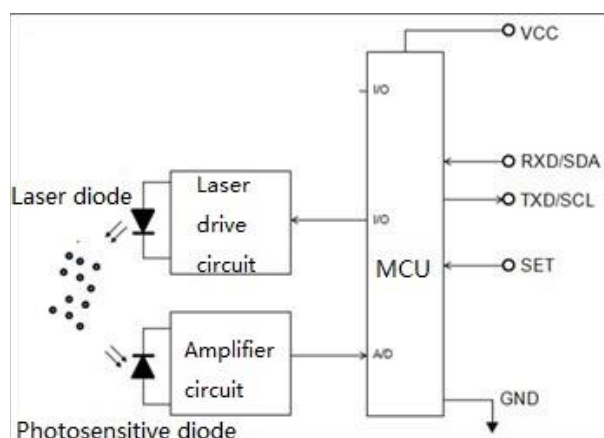 VCC
I/O
RXD/SDA
Laser diode
Laser
drive
circuit
I/O
TXD/SCL
MCU
SET
Amplifier
circuit
A/D
GND
Photosensitive diode